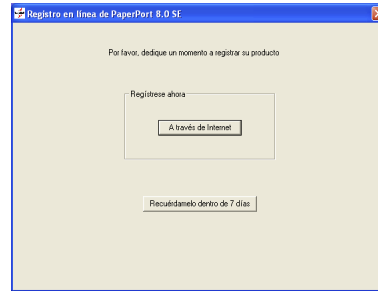 Registro en línea de PaperPort 8.0 SE
Por favor, dedique un momento a registrar su producto
Regístrese ahora
A través de Internet
Recuérdamelo dentro de 7 días